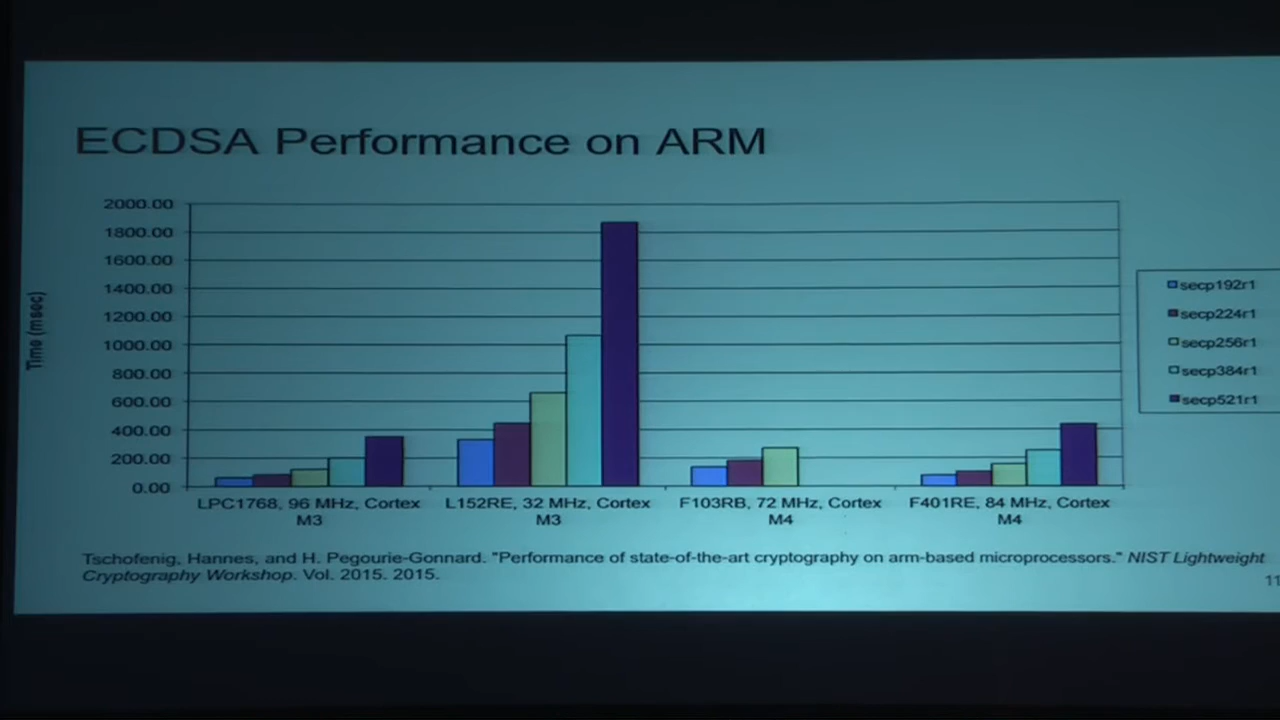 ECDSA Performance on ARM
2000.00
1800.00
1600.00
1400.00
1200.00
1000.00
800.00
600.00
400.00
200.00
0.00
Time (msec)
LPC1768, 96 MHz, Cortex
M3
L152RE, 32 MHz, Cortex
M3
F103RB, 72 MHz, Cortex
M4
F401RE, 84 MHz, Cortex
M4
secp192r1
secp224r1
secp256r1
secp384r1
secp521r1
Tschofenig, Hannes, and H. Pegourie-Gonnard. "Performance of state-of-the-art cryptography on arm-based microprocessors." NIST Lightweight
Cryptography Workshop. Vol. 2015. 2015.
11